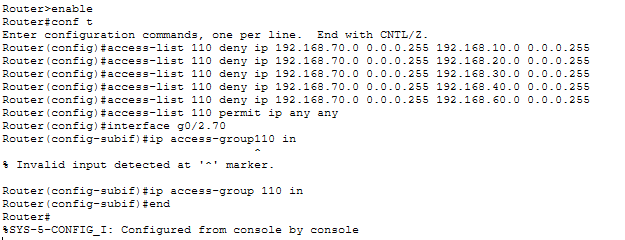 Router>enable
Router#conf t
Enter configuration commands, one per line.  End with CNTL/Z.
Router(config)#access-list 110 deny ip 192.168.70.0 0.0.0.255 192.168.10.0 0.0.0.255
Router(config)#access-list 110 deny ip 192.168.70.0 0.0.0.255 192.168.20.0 0.0.0.255
Router(config)#access-list 110 deny ip 192.168.70.0 0.0.0.255 192.168.30.0 0.0.0.255
Router(config)#access-list 110 deny ip 192.168.70.0 0.0.0.255 192.168.40.0 0.0.0.255
Router(config)#access-list 110 deny ip 192.168.70.0 0.0.0.255 192.168.60.0 0.0.0.255
Router(config)#access-list 110 permit ip any any
Router(config)#interface g0/2.70
Router(config-subif)#ip access-group110 in
^
% Invalid input detected at '^' marker.
Router(config-subif)#ip access-group 110 in
Router(config-subif)#end
Router#
%SYS-5-CONFIG_I: Configured from console by console